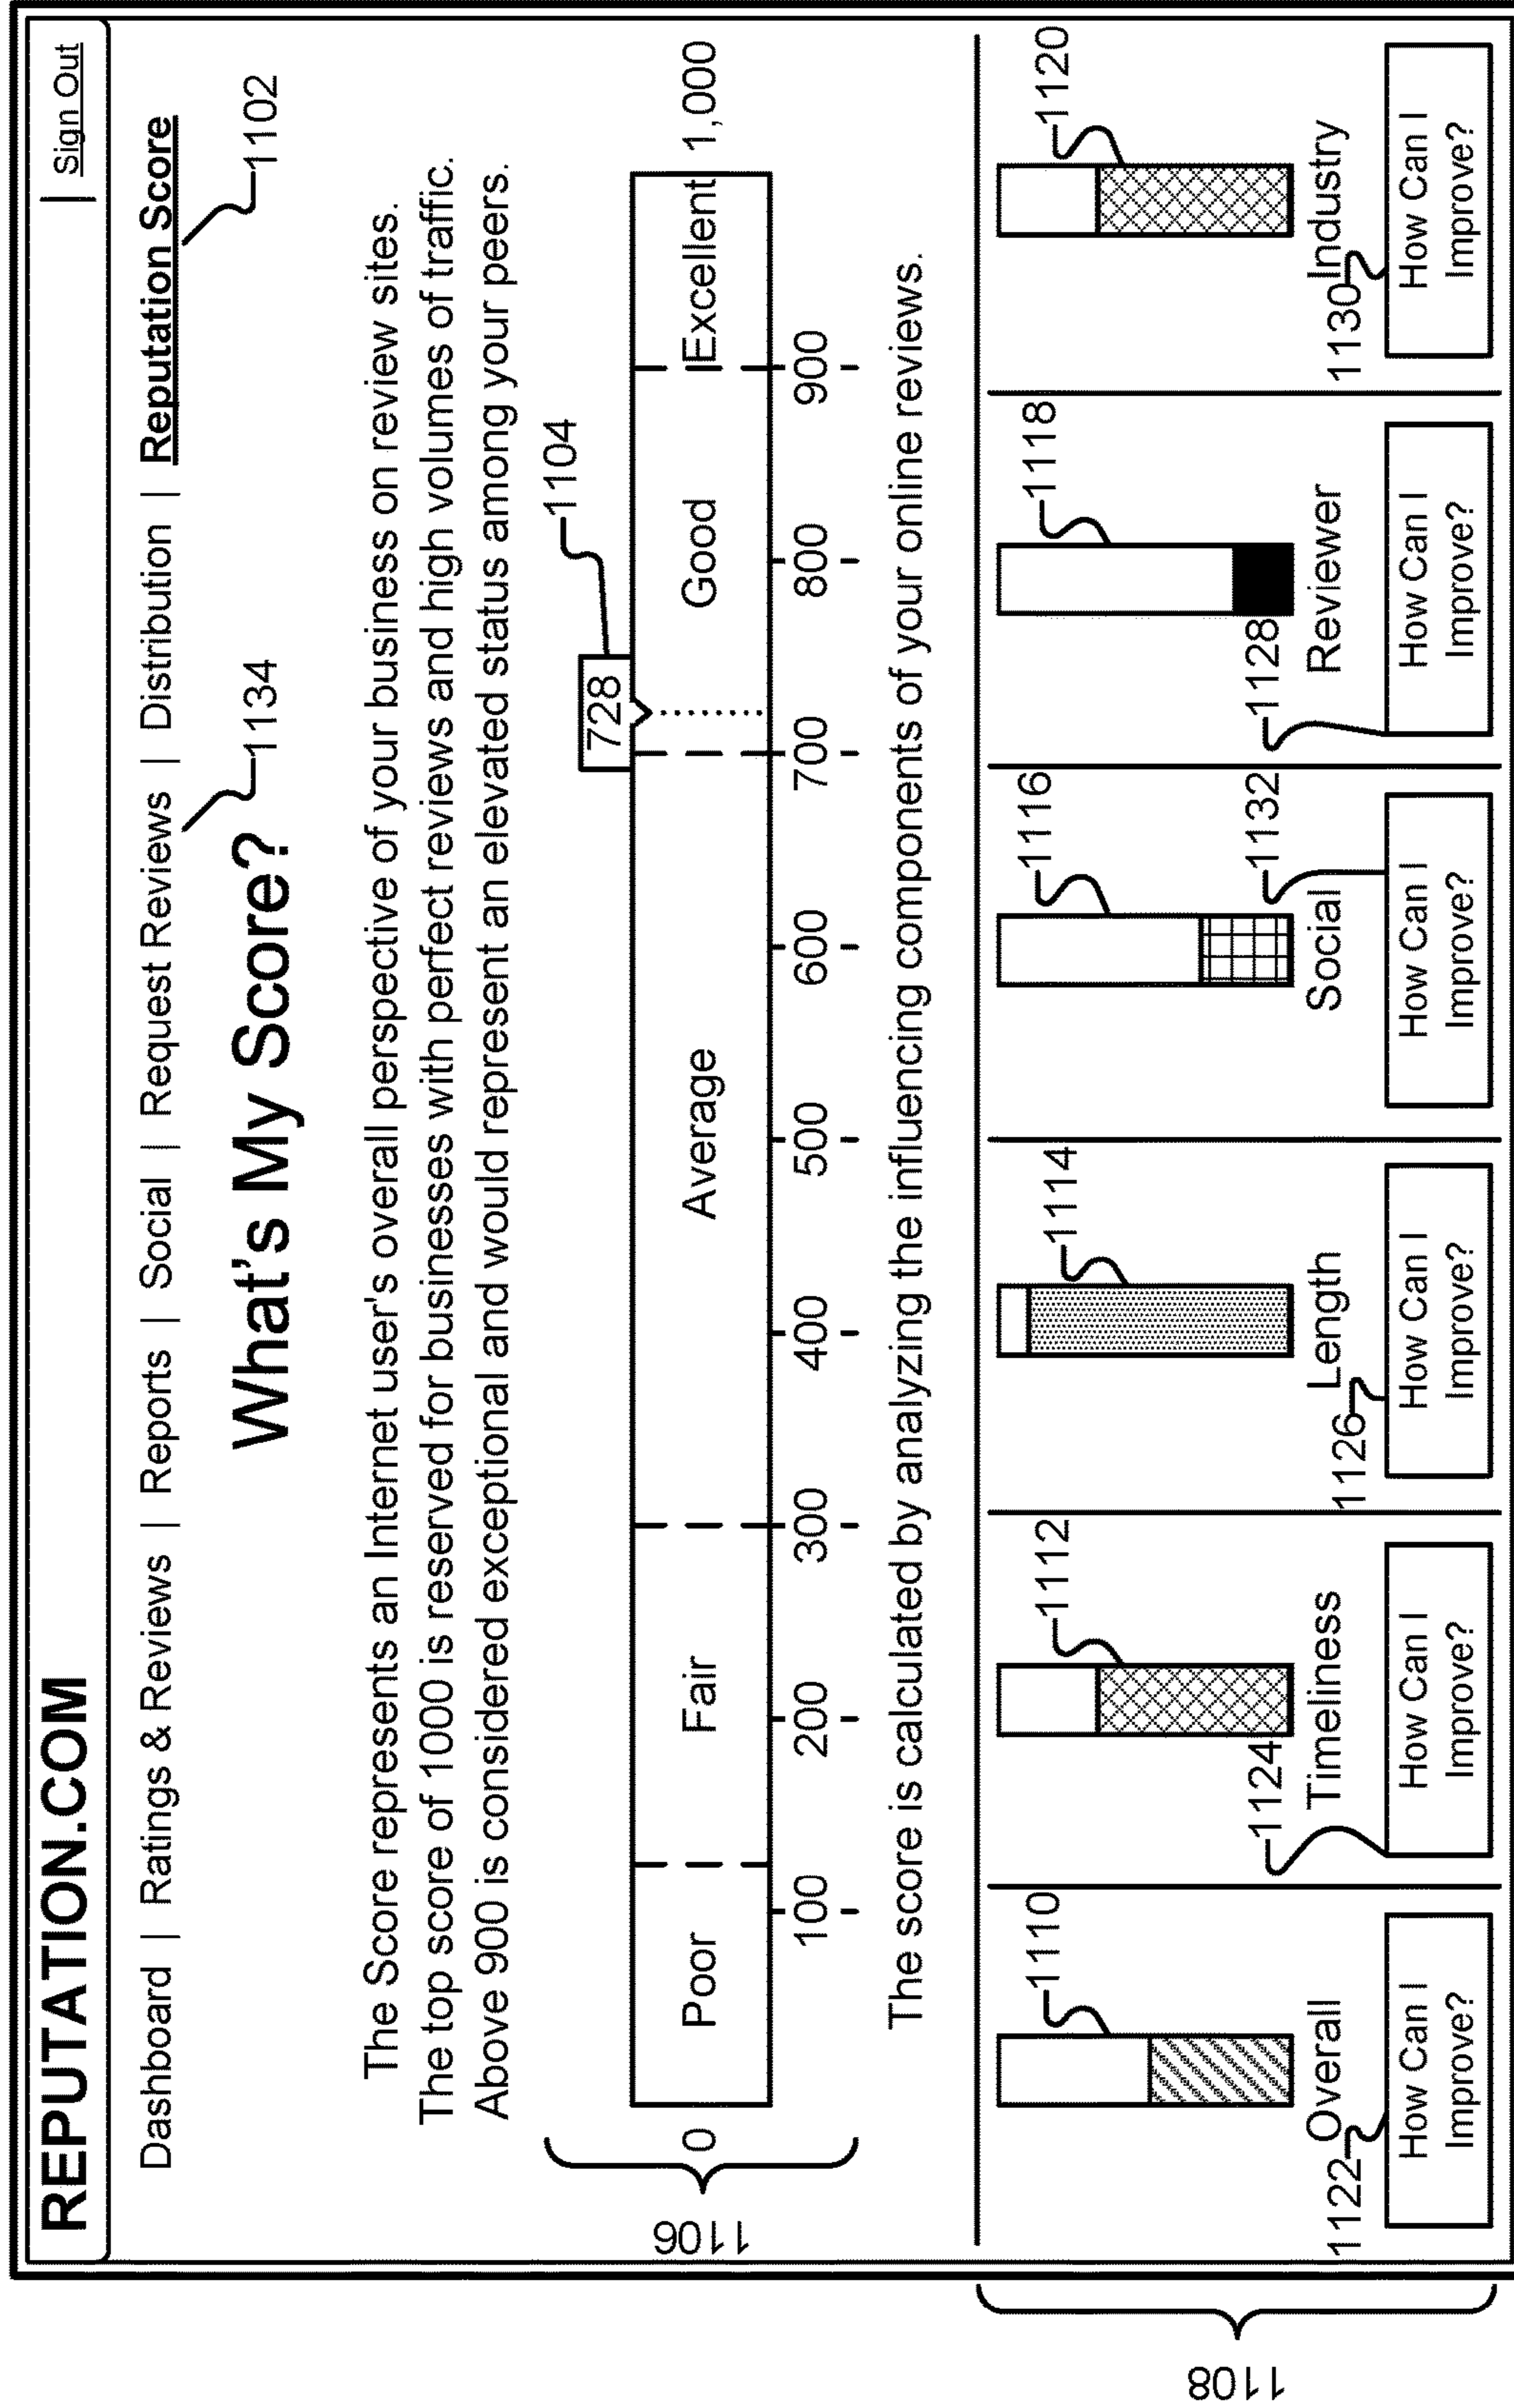 REPUTATION.COM
| Sign Out
Dashboard | Ratings & Reviews | Reports | Social | Request Reviews | Distribution | Reputation Score
1134
1102
What's My Score?
The Score represents an Internet user's overall perspective of your business on review sites.
The top score of 1000 is reserved for businesses with perfect reviews and high volumes of traffic.
Above 900 is considered exceptional and would represent an elevated status among your peers.
1104
728
1106
0 Poor Fair Average Good Excellent 1,000
100 200 300 400 500 600 700 800 900
The score is calculated by analyzing the influencing components of your online reviews.
1108
1110 1112 1114 1116 1118 1120
1124 1132 1128
Overall Timeliness Length Social Reviewer Industry
1122 1126 1130
How Can I How Can I How Can I How Can I How Can I How Can I
Improve? Improve? Improve? Improve? Improve? Improve?